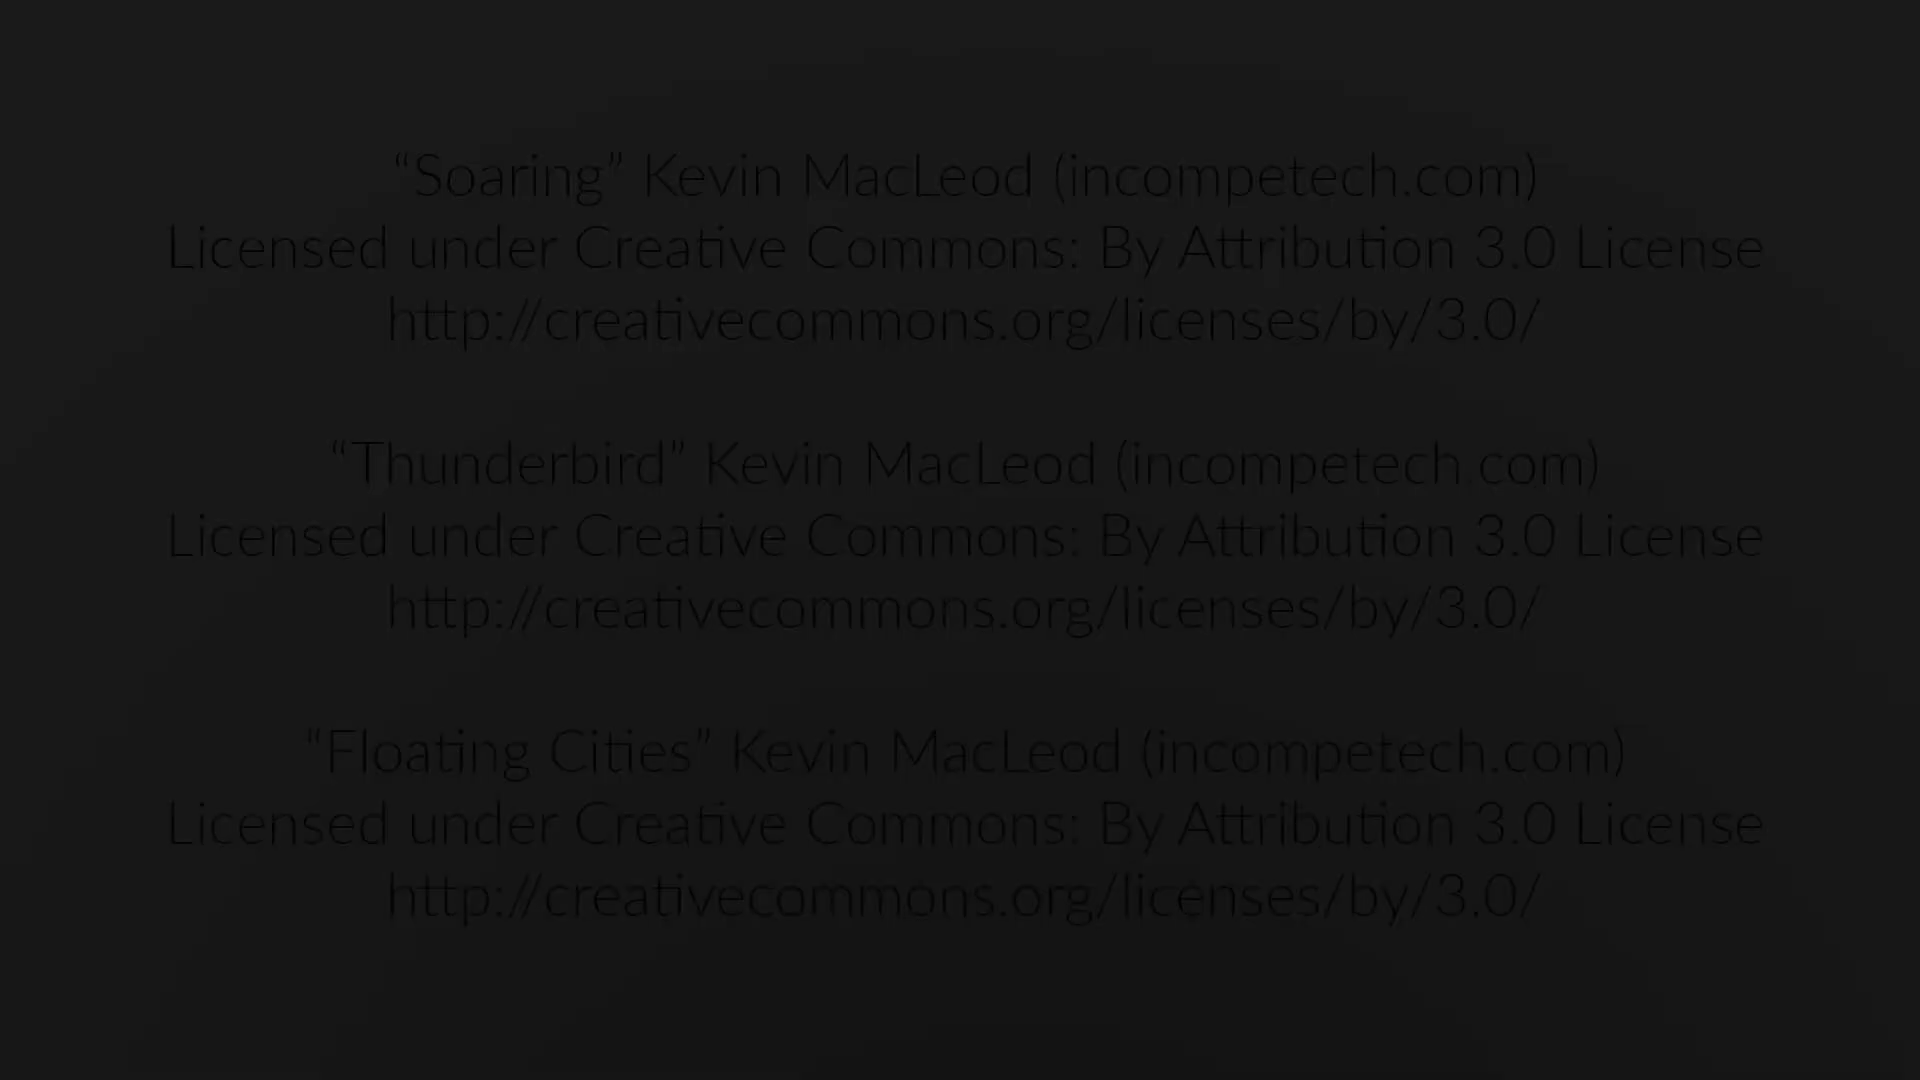 “Soaring” Kevin MacLeod (incompetech.com)
Licensed under Creative Commons: By Attribution 3.0 License
http://creativecommons.org/licenses/by/3.0/
“Thunderbird” Kevin MacLeod (incompetech.com)
Licensed under Creative Commons: By Attribution 3.0 License
http://creativecommons.org/licenses/by/3.0/
“Floating Cities” Kevin MacLeod (incompetech.com)
Licensed under Creative Commons: By Attribution 3.0 License
http://creativecommons.org/licenses/by/3.0/